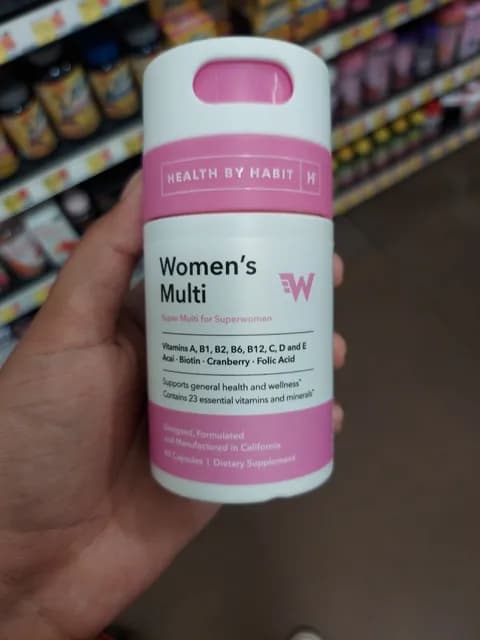 HEALTH BY HABIT H
Women's
Multi
W
Super Multi for Superwomen
Vitamins A, B1, B2, B6, B12, C, D and E
Acai · Biotin · Cranberry · Folic Acid
Supports general health and wellness*
Contains 23 essential vitamins and minerals*
Designed, Formulated
and Manufactured in California
60 Capsules | Dietary Supplement